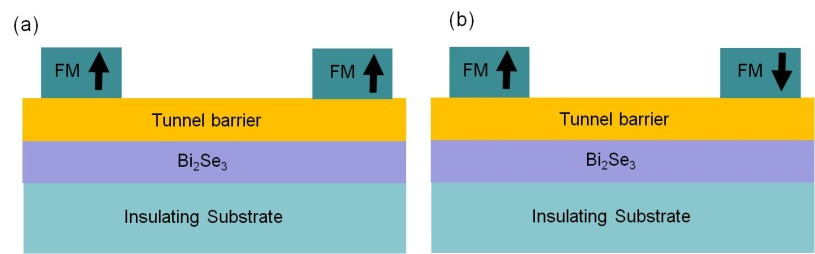 (a)
FM
FM
Tunnel barrier
Bi₂Se₃
Insulating Substrate
(b)
FM
FM
Tunnel barrier
Bi₂Se₃
Insulating Substrate